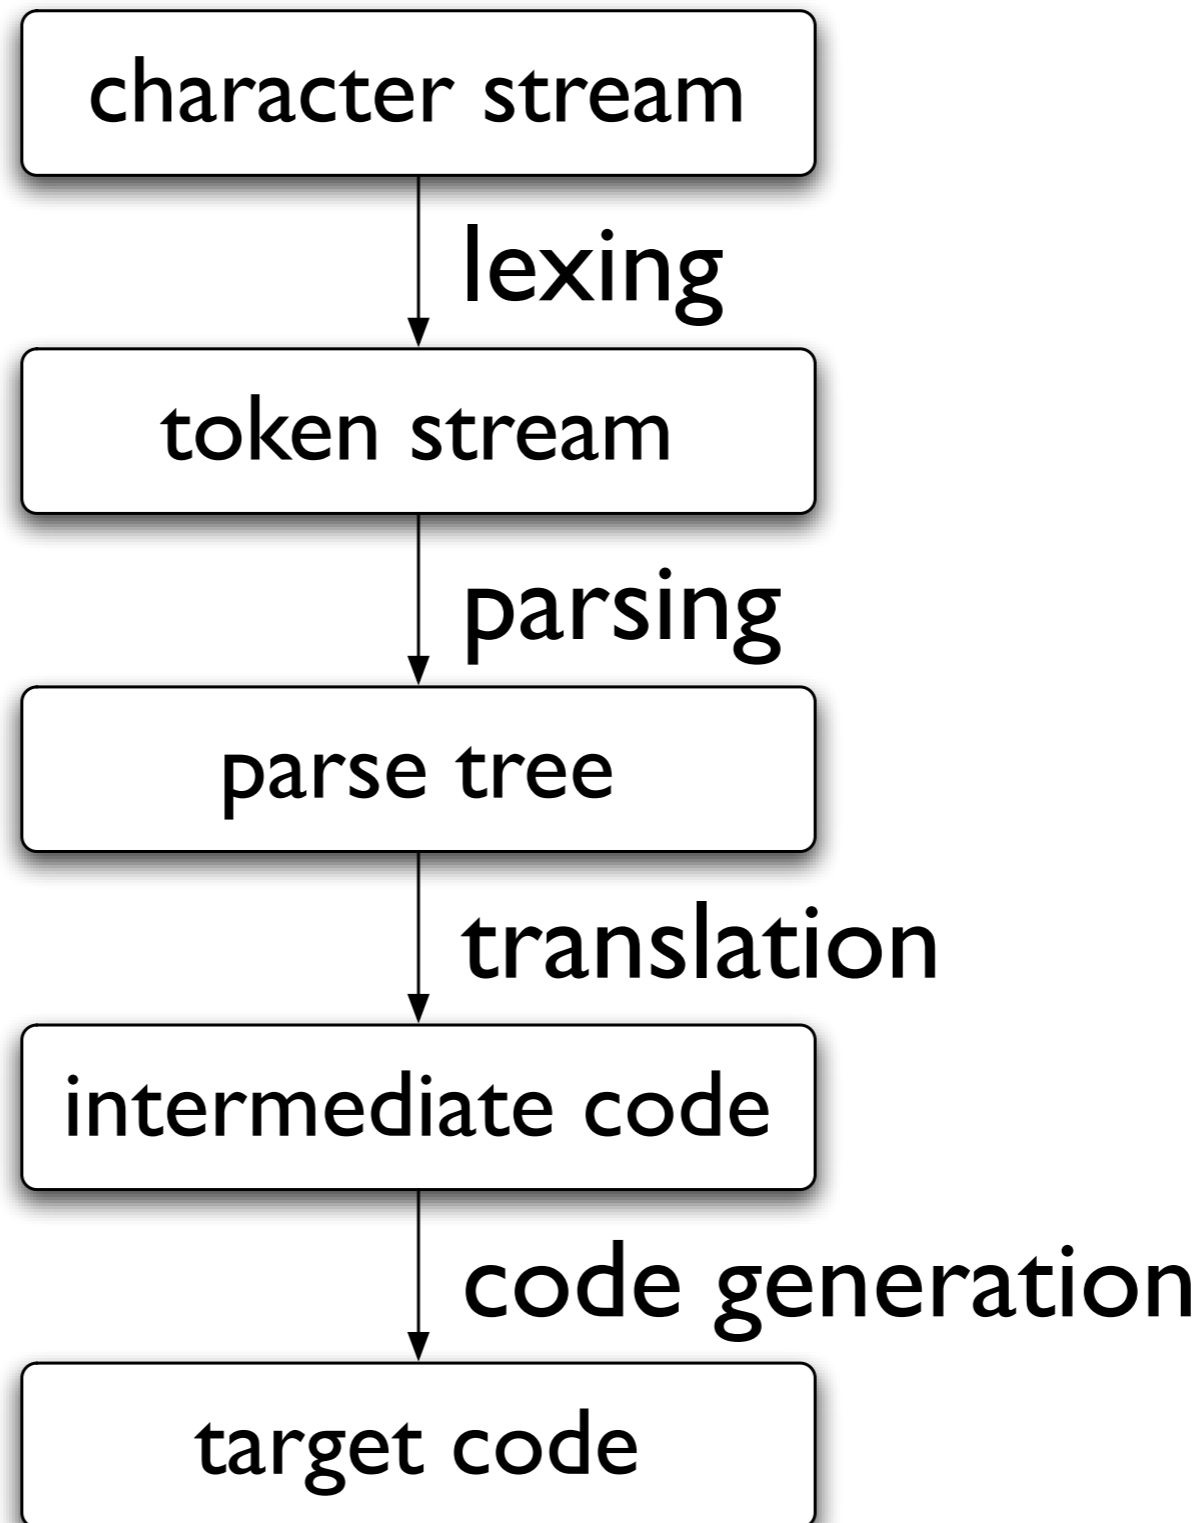 character stream
lexing
token stream
parsing
parse tree
translation
intermediate code
code generation
target code